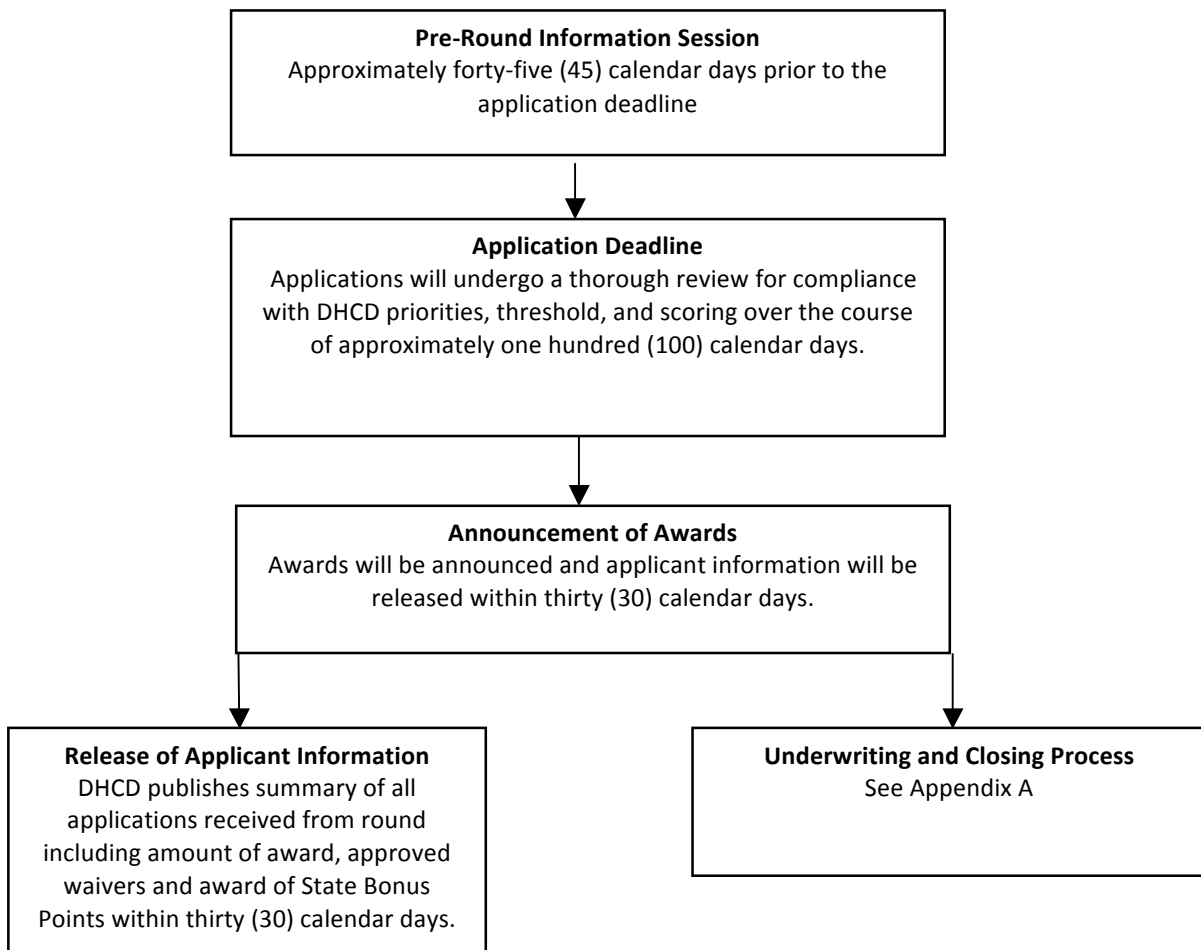 Pre-Round Information Session
Approximately forty-five (45) calendar days prior to the
application deadline
Application Deadline
Applications will undergo a thorough review for compliance
with DHCD priorities, threshold, and scoring over the course
of approximately one hundred (100) calendar days.
Announcement of Awards
Awards will be announced and applicant information will be
released within thirty (30) calendar days.
Release of Applicant Information
DHCD publishes summary of all
applications received from round
including amount of award, approved
waivers and award of State Bonus
Points within thirty (30) calendar days.
Underwriting and Closing Process
See Appendix A